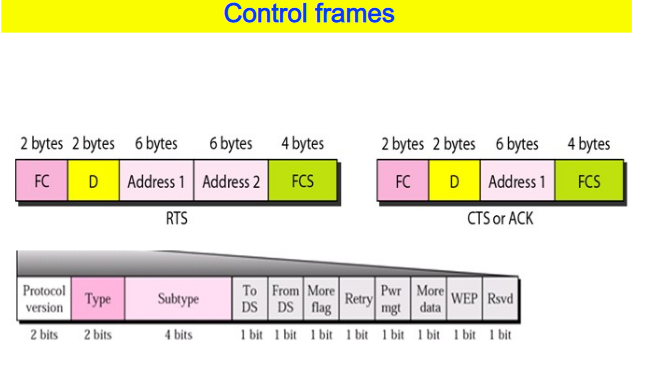 Control frames
2 bytes 2 bytes 6 bytes 6 bytes 4 bytes
FC D Address 1 Address 2 FCS
RTS
2 bytes 2 bytes 6 bytes 4 bytes
FC D Address 1 FCS
CTS or ACK
Protocol version Type Subtype To DS From DS More flag Retry Pwr mgt More data WEP Rsvd
2 bits 2 bits 4 bits 1 bit 1 bit 1 bit 1 bit 1 bit 1 bit 1 bit 1 bit